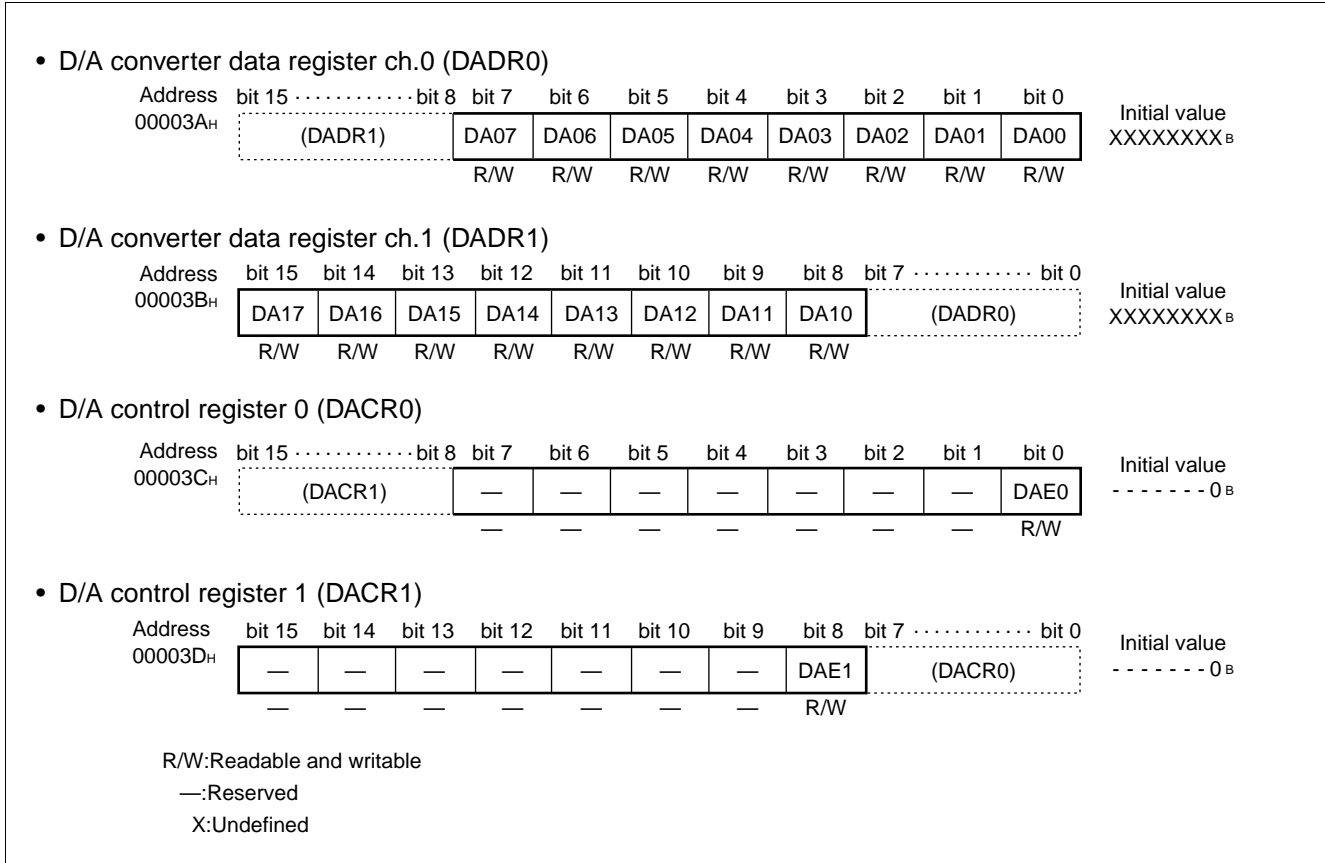 • D/A converter data register ch.0 (DADR0)
Address bit 15 ············ bit 8 bit 7 bit 6 bit 5 bit 4 bit 3 bit 2 bit 1 bit 0
00003AH (DADR1) DA07 DA06 DA05 DA04 DA03 DA02 DA01 DA00 Initial value
XXXXXXXX B
R/W R/W R/W R/W R/W R/W R/W R/W
• D/A converter data register ch.1 (DADR1)
Address bit 15 bit 14 bit 13 bit 12 bit 11 bit 10 bit 9 bit 8 bit 7 ············ bit 0
00003BH DA17 DA16 DA15 DA14 DA13 DA12 DA11 DA10 (DADR0) Initial value
XXXXXXXX B
R/W R/W R/W R/W R/W R/W R/W R/W
• D/A control register 0 (DACR0)
Address bit 15 ············ bit 8 bit 7 bit 6 bit 5 bit 4 bit 3 bit 2 bit 1 bit 0
00003CH (DACR1) — — — — — — — DAE0 Initial value
- - - - - - - 0 B
— — — — — — — R/W
• D/A control register 1 (DACR1)
Address bit 15 bit 14 bit 13 bit 12 bit 11 bit 10 bit 9 bit 8 bit 7 ············ bit 0
00003DH — — — — — — — DAE1 (DACR0) Initial value
- - - - - - - 0 B
— — — — — — — R/W
R/W:Readable and writable
—:Reserved
X:Undefined